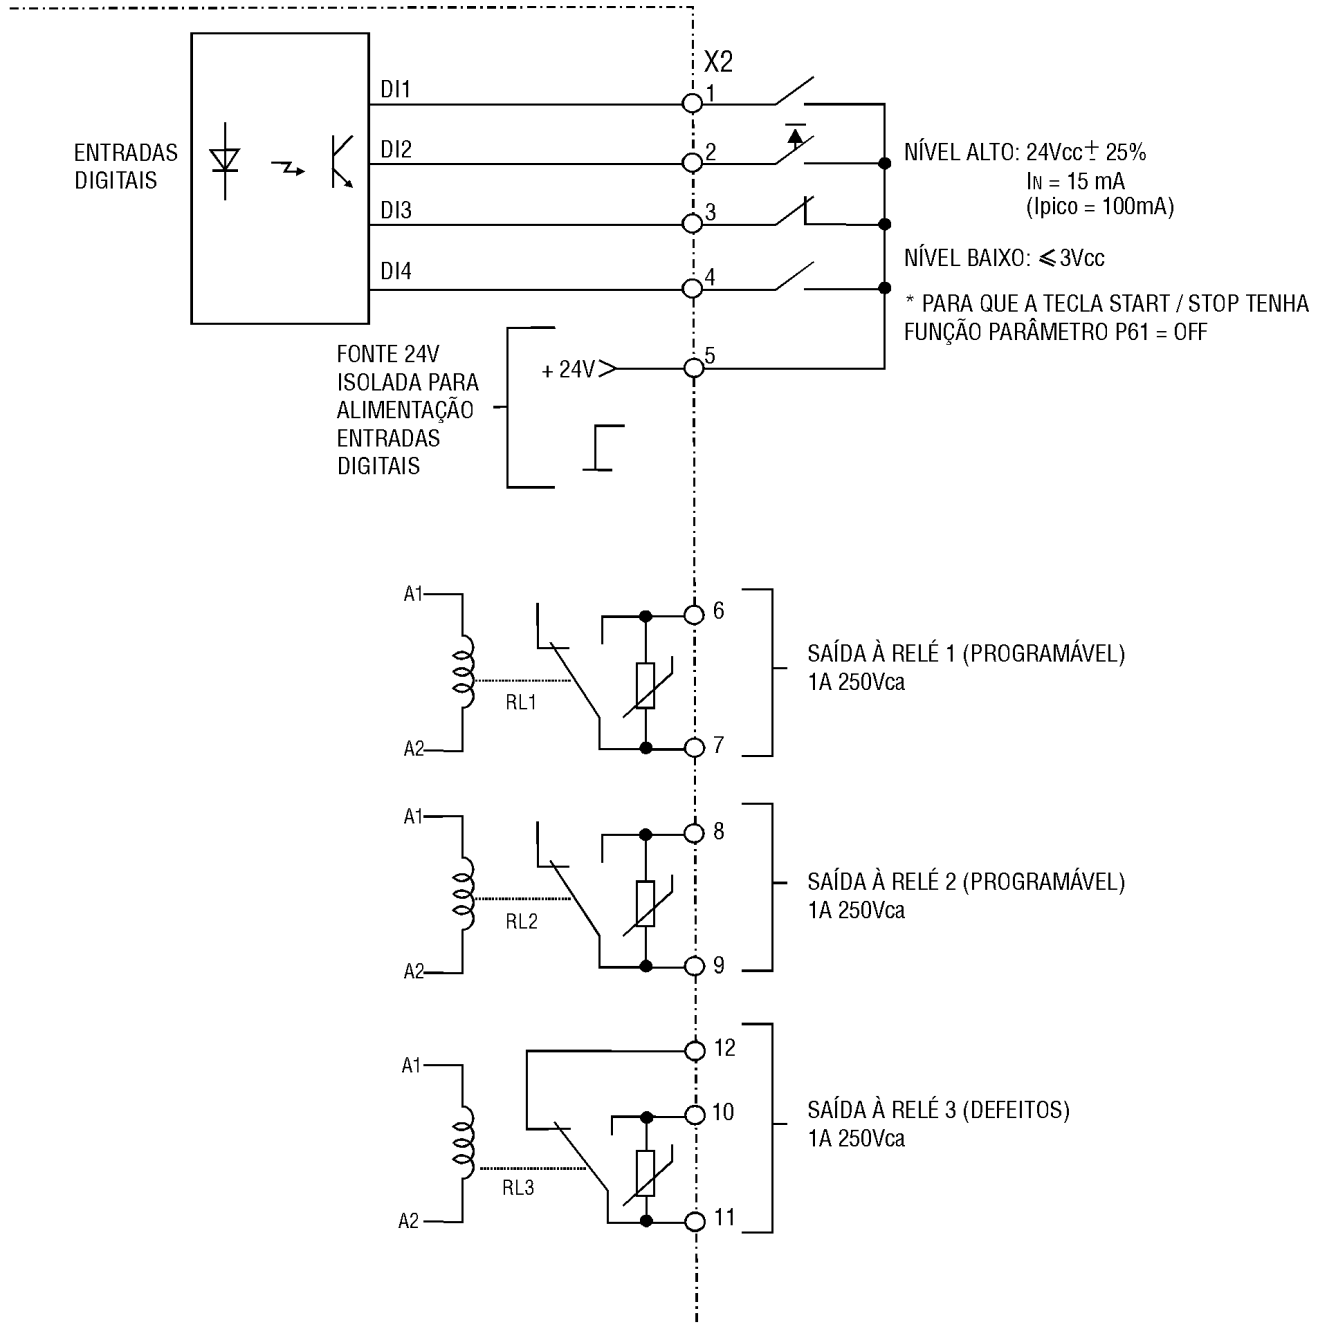 X2
ENTRADAS
DIGITAIS
DI1
1
DI2
2
DI3
3
DI4
4
NÍVEL ALTO: 24Vcc ± 25%
IN = 15 mA
(Ipico = 100mA)
NÍVEL BAIXO: ⩽ 3Vcc
* PARA QUE A TECLA START / STOP TENHA
FUNÇÃO PARÂMETRO P61 = OFF
FONTE 24V
ISOLADA PARA
ALIMENTAÇÃO
ENTRADAS
DIGITAIS
+ 24V
5
A1
A2
RL1
6
7
SAÍDA À RELÉ 1 (PROGRAMÁVEL)
1A 250Vca
A1
A2
RL2
8
9
SAÍDA À RELÉ 2 (PROGRAMÁVEL)
1A 250Vca
A1
A2
RL3
12
10
11
SAÍDA À RELÉ 3 (DEFEITOS)
1A 250Vca